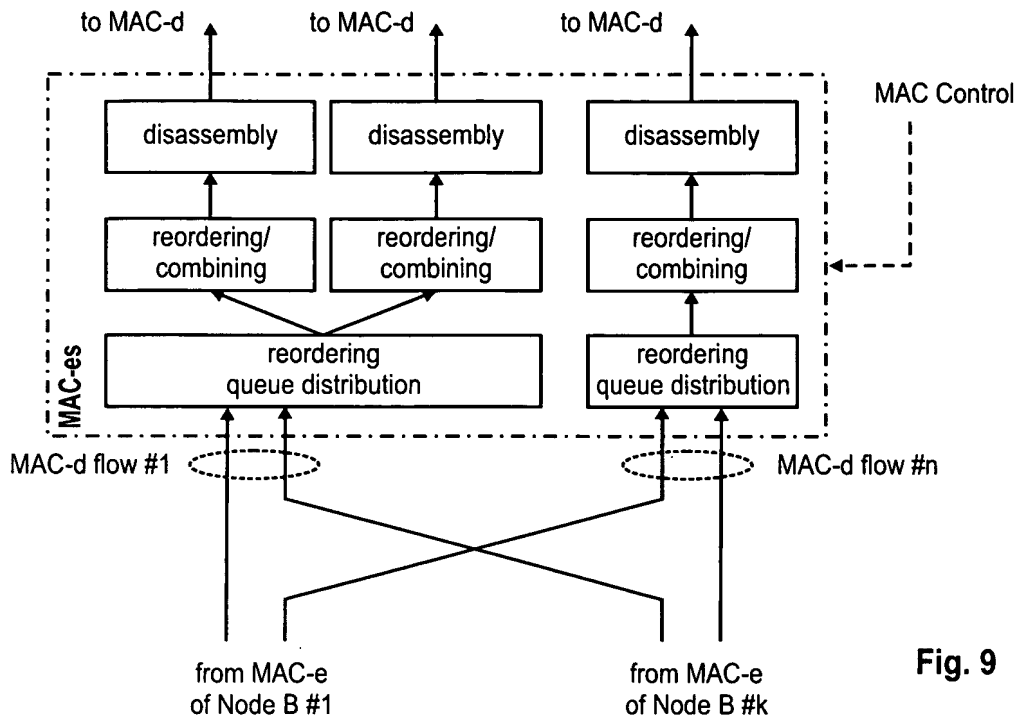 to MAC-d to MAC-d to MAC-d
MAC Control
disassembly disassembly disassembly
reordering/ reordering/ reordering/
combining combining combining
reordering reordering
queue distribution queue distribution
MAC-es
MAC-d flow #1 MAC-d flow #n
from MAC-e from MAC-e
of Node B #1 of Node B #k
Fig. 9